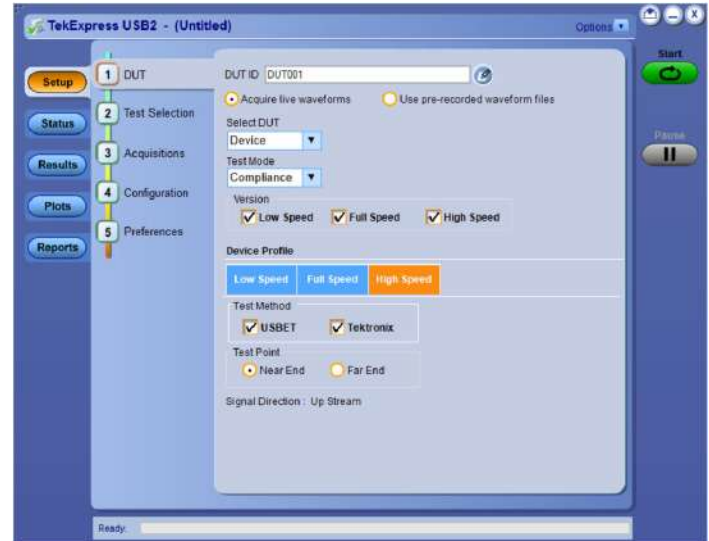 TekExpress USB2 - (Untitled)
Options
Start
Pause
Setup
Status
Results
Plots
Reports
1 DUT
2 Test Selection
3 Acquisitions
4 Configuration
5 Preferences
DUT ID DUT001
Acquire live waveforms Use pre-recorded waveform files
Select DUT
Device
Test Mode
Compliance
Version
Low Speed Full Speed High Speed
Device Profile
Low Speed Full Speed High Speed
Test Method
USBET Tektronix
Test Point
Near End Far End
Signal Direction : Up Stream
Ready.